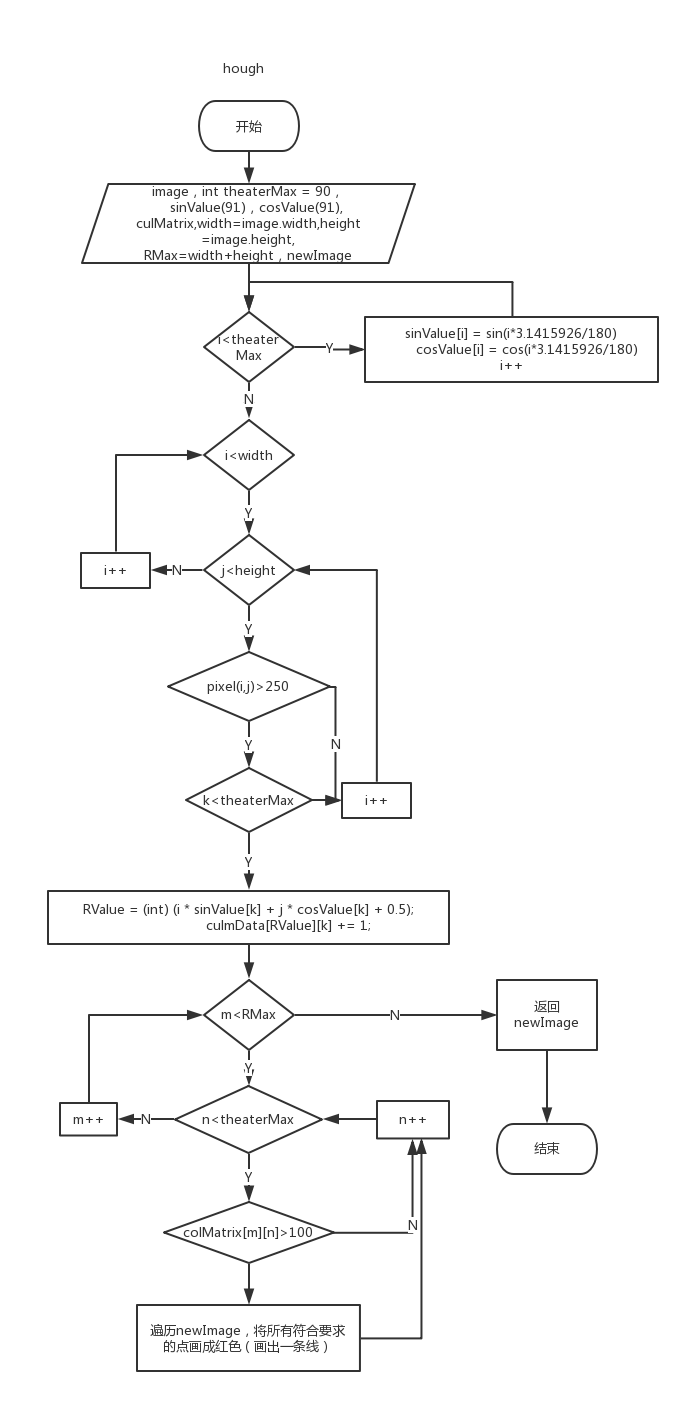 hough
开始
image , int theaterMax = 90 ,
sinValue(91) , cosValue(91),
culMatrix,width=image.width,height
=image.height,
RMax=width+height , newImage
i<theater
Max
Y
sinValue[i] = sin(i*3.1415926/180)
cosValue[i] = cos(i*3.1415926/180)
i++
N
i<width
Y
i++
N
j<height
Y
pixel(i,j)>250
N
Y
k<theaterMax
i++
Y
RValue = (int) (i * sinValue[k] + j * cosValue[k] + 0.5);
culmData[RValue][k] += 1;
m<RMax
N
返回
newImage
Y
m++
N
n<theaterMax
n++
结束
Y
colMatrix[m][n]>100
N
遍历newImage , 将所有符合要求
的点画成红色 ( 画出一条线 )